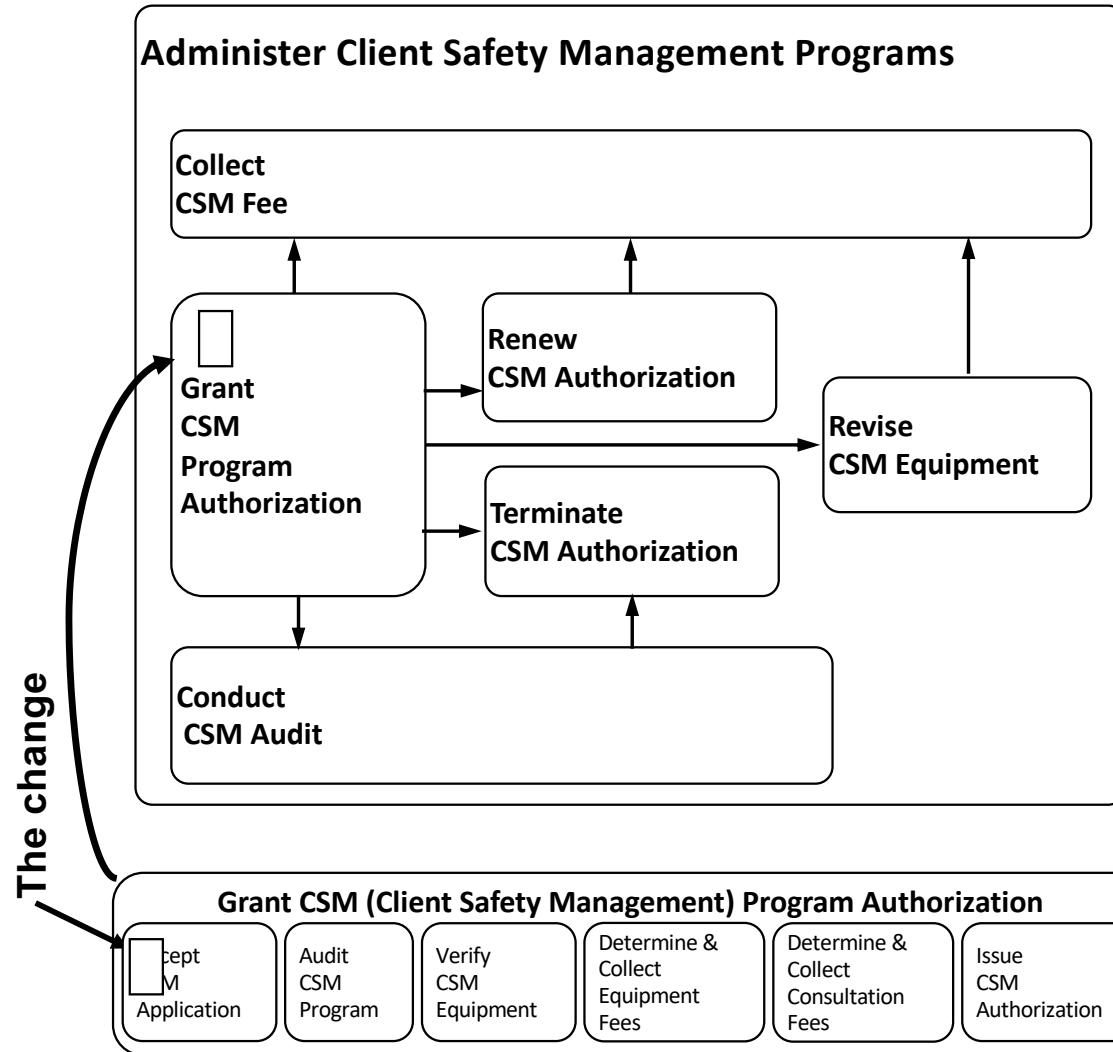 Administer Client Safety Management Programs
Collect
CSM Fee
Grant
CSM
Program
Authorization
Renew
CSM Authorization
Revise
CSM Equipment
Terminate
CSM Authorization
Conduct
CSM Audit
The change
Grant CSM (Client Safety Management) Program Authorization
cept
M
Application
Audit
CSM
Program
Verify
CSM
Equipment
Determine &
Collect
Equipment
Fees
Determine &
Collect
Consultation
Fees
Issue
CSM
Authorization